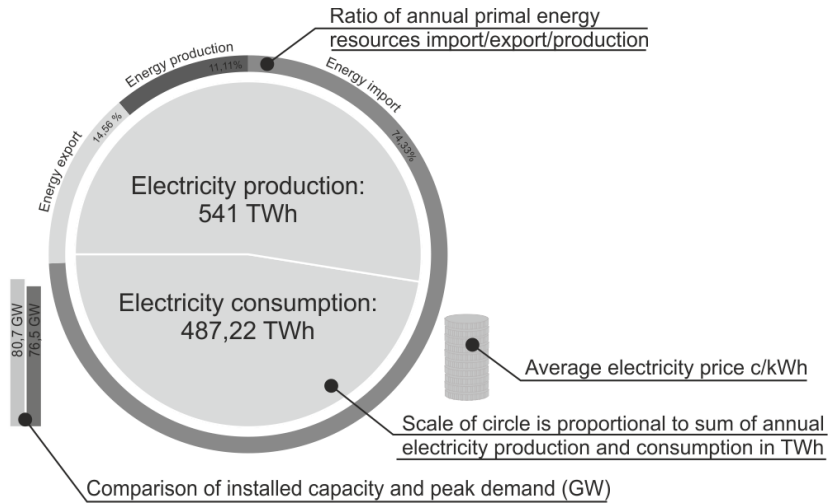 Ratio of annual primal energy
resources import/export/production
Energy production
11,11%
Energy import
74,33%
14,56 %
Energy export
Electricity production:
541 TWh
Electricity consumption:
487,22 TWh
80,7 GW
76,5 GW
Average electricity price c/kWh
Scale of circle is proportional to sum of annual
electricity production and consumption in TWh
Comparison of installed capacity and peak demand (GW)